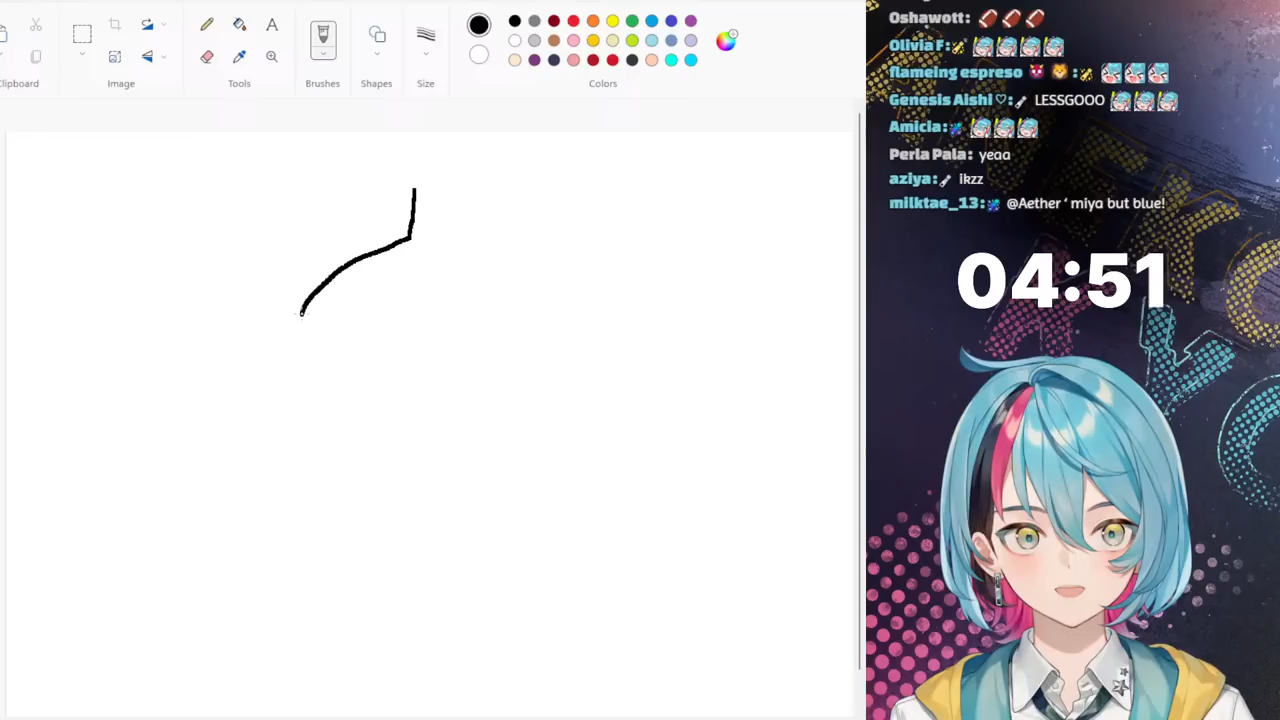 Clipboard
Image
Tools
Brushes
Shapes
Size
Colors
Oshawott:
Olivia F:
flameing espreso :
Genesis Aishi ♡: LESSGOOO
Amicia:
Perla Pala: yeaa
aziya: ikzz
milktae_13: @Aether ' miya but blue!
04:51